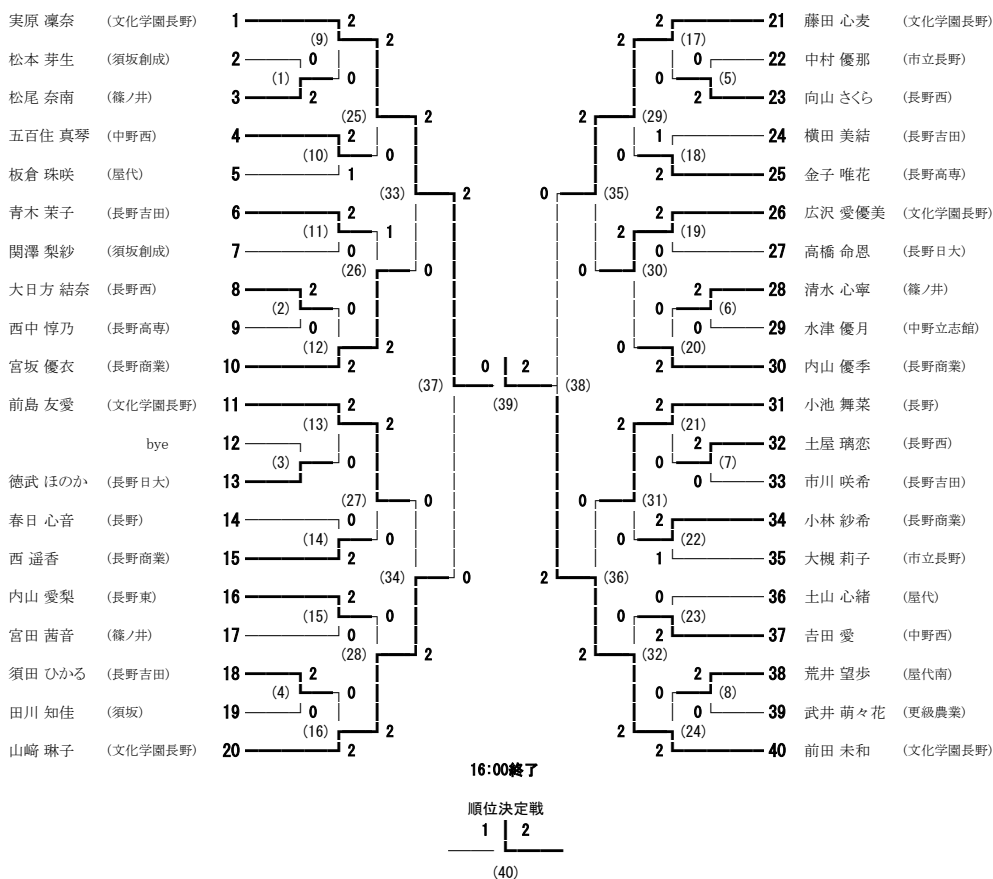 実原 凜奈 (文化学園長野) 1 2
(9) 2
松本 芽生 (須坂創成) 2 0
(1) 0
松尾 奈南 (篠ノ井) 3 2
(25) 2
五百住 真琴 (中野西) 4 2
(10) 0
板倉 珠咲 (屋代) 5 1
(33) 2
青木 茉子 (長野吉田) 6 2
(11) 1
関澤 梨紗 (須坂創成) 7 0
(26) 0
大日方 結奈 (長野西) 8 2
(2) 0
西中 惇乃 (長野高専) 9 0
(12) 2
宮坂 優衣 (長野商業) 10 2
(37) 0
前島 友愛 (文化学園長野) 11 2
(13) 2
bye 12
(3) 0
徳武 ほのか (長野日大) 13
(27) 0
春日 心音 (長野) 14 0
(14) 0
西 遥香 (長野商業) 15 2
(34) 0
内山 愛梨 (長野東) 16 2
(15) 0
宮田 茜音 (篠ノ井) 17 0
(28) 2
須田 ひかる (長野吉田) 18 2
(4) 0
田川 知佳 (須坂) 19 0
(16) 2
山﨑 琳子 (文化学園長野) 20 2
2 21 藤田 心麦 (文化学園長野)
2 (17)
0 22 中村 優那 (市立長野)
0 (5)
2 23 向山 さくら (長野西)
2 (29)
1 24 横田 美結 (長野吉田)
0 (18)
2 25 金子 唯花 (長野高専)
0 (35)
2 26 広沢 愛優美 (文化学園長野)
2 (19)
0 27 高橋 命恩 (長野日大)
0 (30)
2 28 清水 心寧 (篠ノ井)
0 (6)
0 29 水津 優月 (中野立志館)
0 (20)
2 30 内山 優季 (長野商業)
2 (38)
(39)
2 31 小池 舞菜 (長野)
2 (21)
2 32 土屋 璃恋 (長野西)
0 (7)
0 33 市川 咲希 (長野吉田)
0 (31)
2 34 小林 紗希 (長野商業)
0 (22)
1 35 大槻 莉子 (市立長野)
2 (36)
0 36 土山 心緒 (屋代)
0 (23)
2 37 吉田 愛 (中野西)
2 (32)
2 38 荒井 望歩 (屋代南)
0 (8)
0 39 武井 萌々花 (更級農業)
2 (24)
2 40 前田 未和 (文化学園長野)
16:00終了
順位決定戦
1 2
(40)